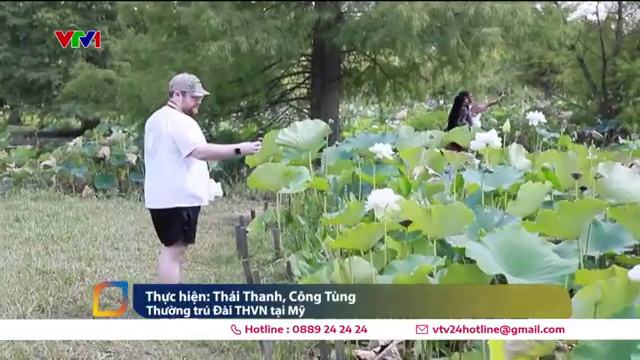 VTV1
Thực hiện: Thái Thanh, Công Tùng
Thường trú Đài THVN tại Mỹ
Hotline : 0889 24 24 24
vtv24hotline@gmail.com